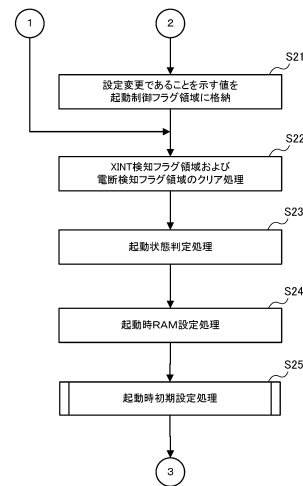 1
2
S21
設定変更であることを示す値を
起動制御フラグ領域に格納
S22
XINT検知フラグ領域および
電断検知フラグ領域のクリア処理
S23
起動状態判定処理
S24
起動時RAM設定処理
S25
起動時初期設定処理
3